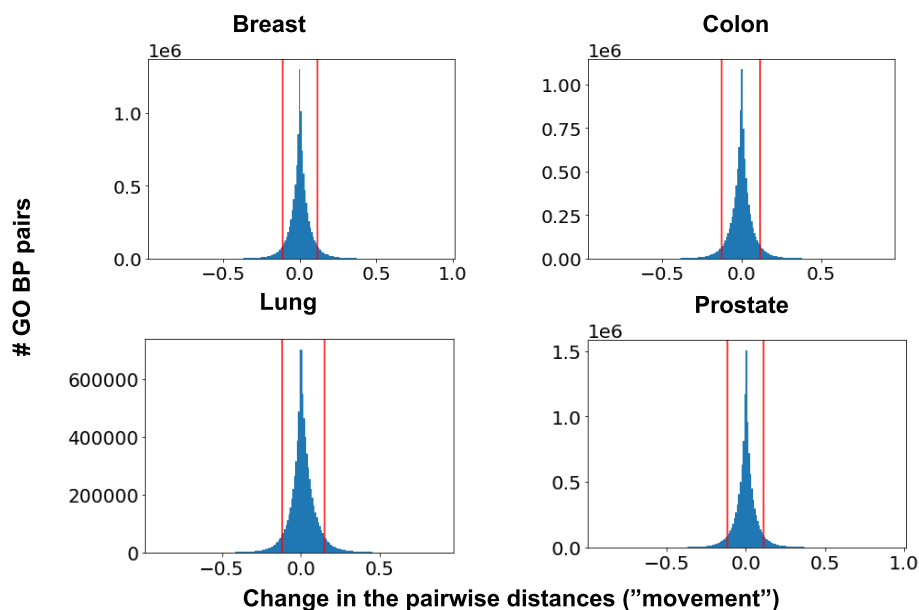 Breast
1e6
1.0
0.5
0.0
−0.5 0.0 0.5 1.0
Colon
1.00
0.75
0.50
0.25
0.00
−0.5 0.0 0.5
# GO BP pairs
Lung
600000
400000
200000
0
−0.5 0.0 0.5
Prostate
1e6
1.5
1.0
0.5
0.0
−0.5 0.0 0.5 1.0
Change in the pairwise distances (”movement”)